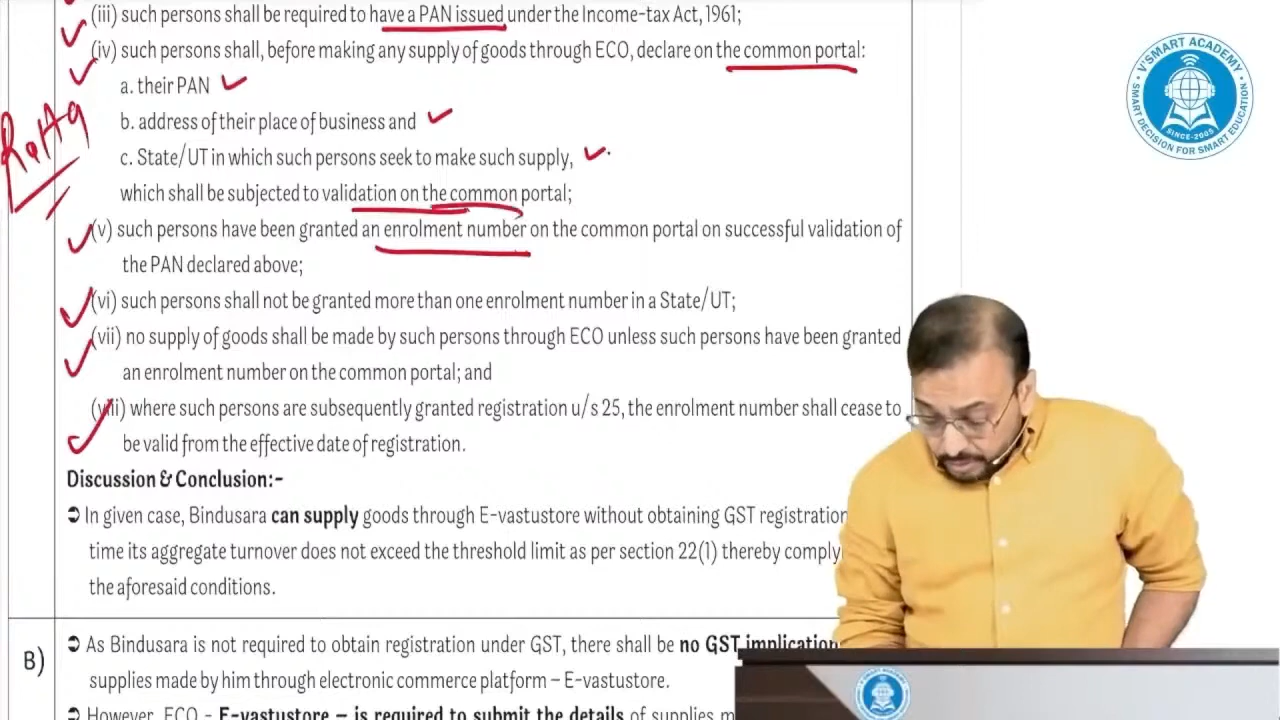 (iii) such persons shall be required to have a PAN issued under the Income-tax Act, 1961;
(iv) such persons shall, before making any supply of goods through ECO, declare on the common portal:
a. their PAN
b. address of their place of business and
c. State/UT in which such persons seek to make such supply,
which shall be subjected to validation on the common portal;
(v) such persons have been granted an enrolment number on the common portal on successful validation of
the PAN declared above;
(vi) such persons shall not be granted more than one enrolment number in a State/UT;
(vii) no supply of goods shall be made by such persons through ECO unless such persons have been granted
an enrolment number on the common portal; and
(viii) where such persons are subsequently granted registration u/s 25, the enrolment number shall cease to
be valid from the effective date of registration.
Discussion & Conclusion:-
➲ In given case, Bindusara can supply goods through E-vastustore without obtaining GST registration
time its aggregate turnover does not exceed the threshold limit as per section 22(1) thereby comply
the aforesaid conditions.
B)
➲ As Bindusara is not required to obtain registration under GST, there shall be no GST implication
supplies made by him through electronic commerce platform – E-vastustore.
➲ However, ECO - E-vastustore – is required to submit the details of supplies m
V'SMART ACADEMY
SINCE-2005
SMART DECISION FOR SMART EDUCATION